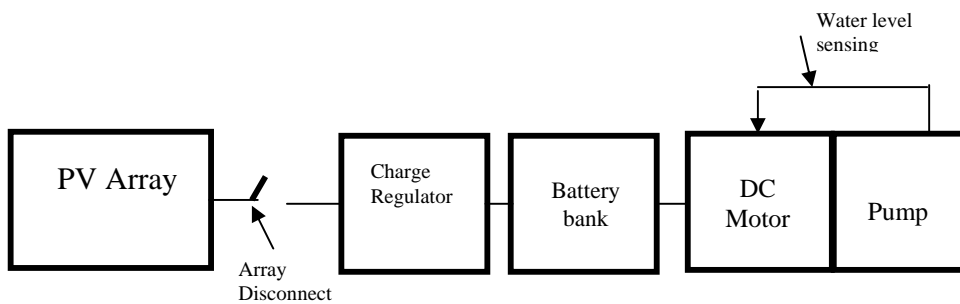 Water level
sensing
PV Array
Charge
Regulator
Battery
bank
DC
Motor
Pump
Array
Disconnect